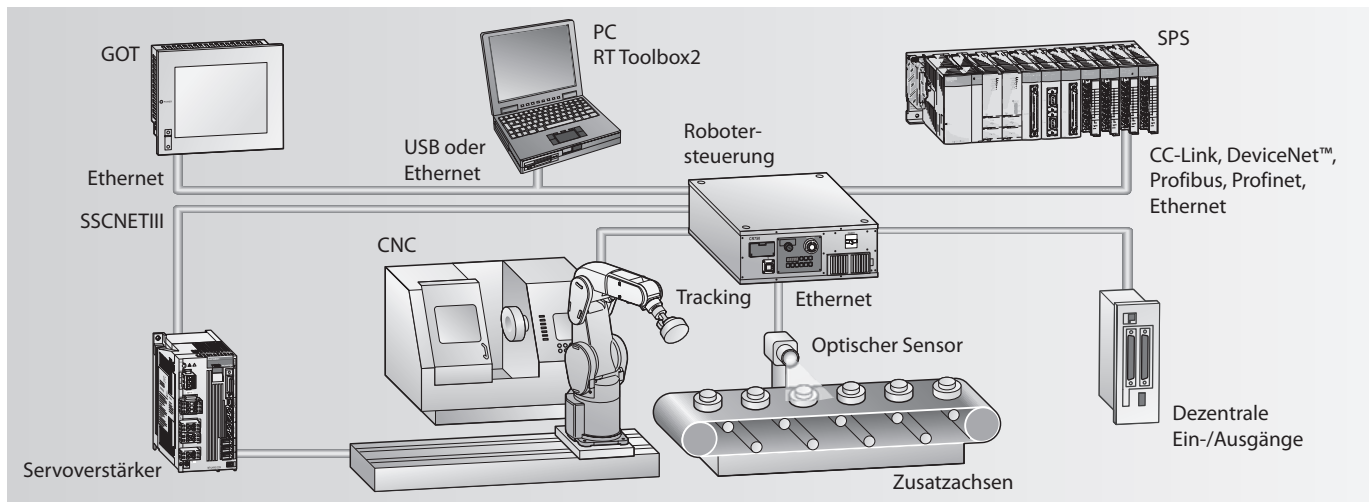 GOT
PC
RT Toolbox2
SPS
USB oder
Ethernet
Roboter-
steuerung
Ethernet
CC-Link, DeviceNet™,
Profibus, Profinet,
Ethernet
SSCNETIII
CNC
Tracking
Ethernet
Optischer Sensor
Dezentrale
Ein-/Ausgänge
Servoverstärker
Zusatzachsen